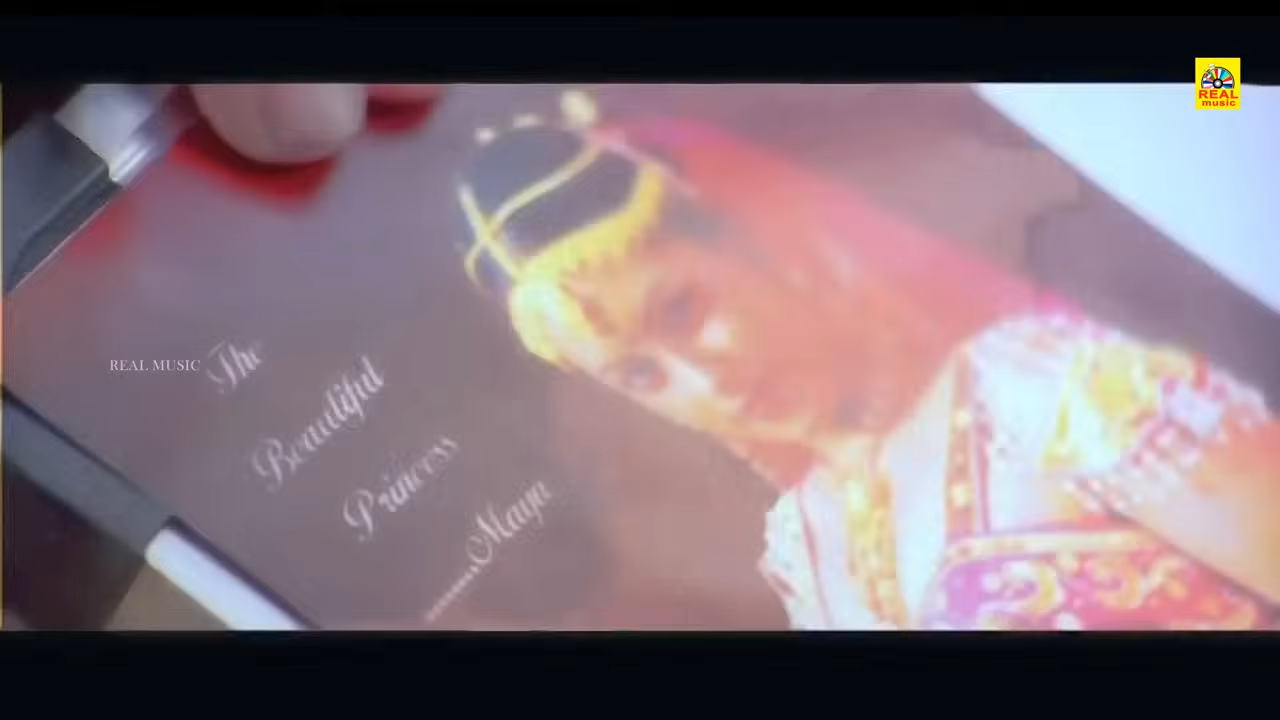 REAL
music
REAL MUSIC
The
Beautiful
Princess
.......Maya